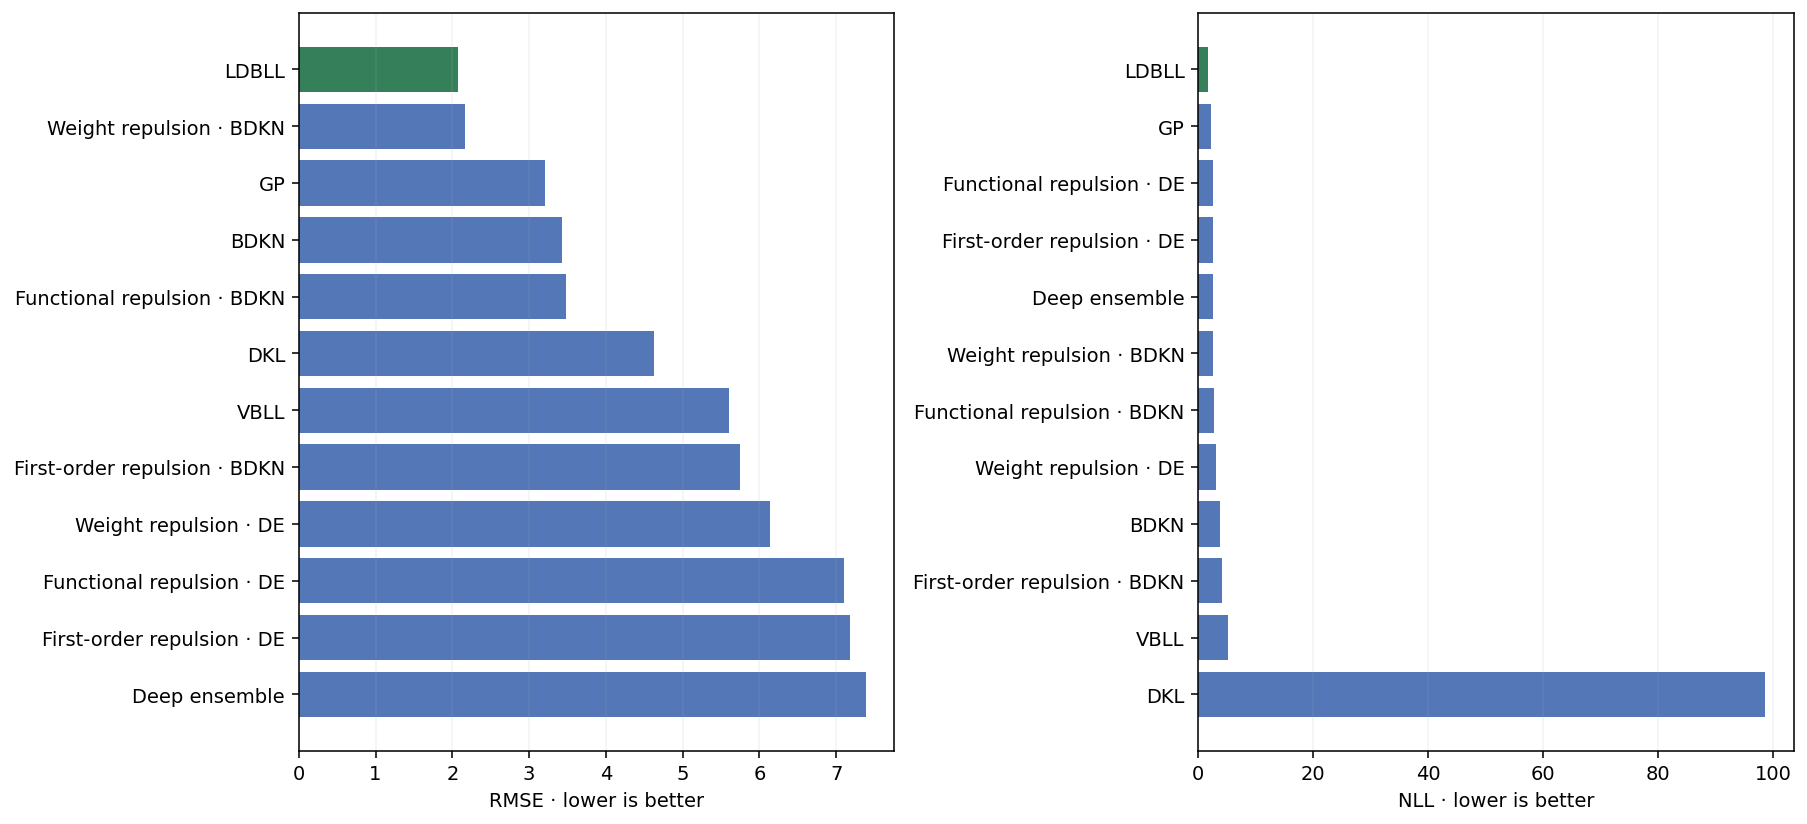 LDBLL
Weight repulsion · BDKN
GP
BDKN
Functional repulsion · BDKN
DKL
VBLL
First-order repulsion · BDKN
Weight repulsion · DE
Functional repulsion · DE
First-order repulsion · DE
Deep ensemble
0 1 2 3 4 5 6 7
RMSE · lower is better
LDBLL
GP
Functional repulsion · DE
First-order repulsion · DE
Deep ensemble
Weight repulsion · BDKN
Functional repulsion · BDKN
Weight repulsion · DE
BDKN
First-order repulsion · BDKN
VBLL
DKL
0 20 40 60 80 100
NLL · lower is better